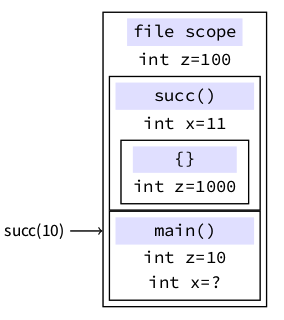 file scope
int z=100
succ()
int x=11
{}
int z=1000
succ(10)
main()
int z=10
int x=?